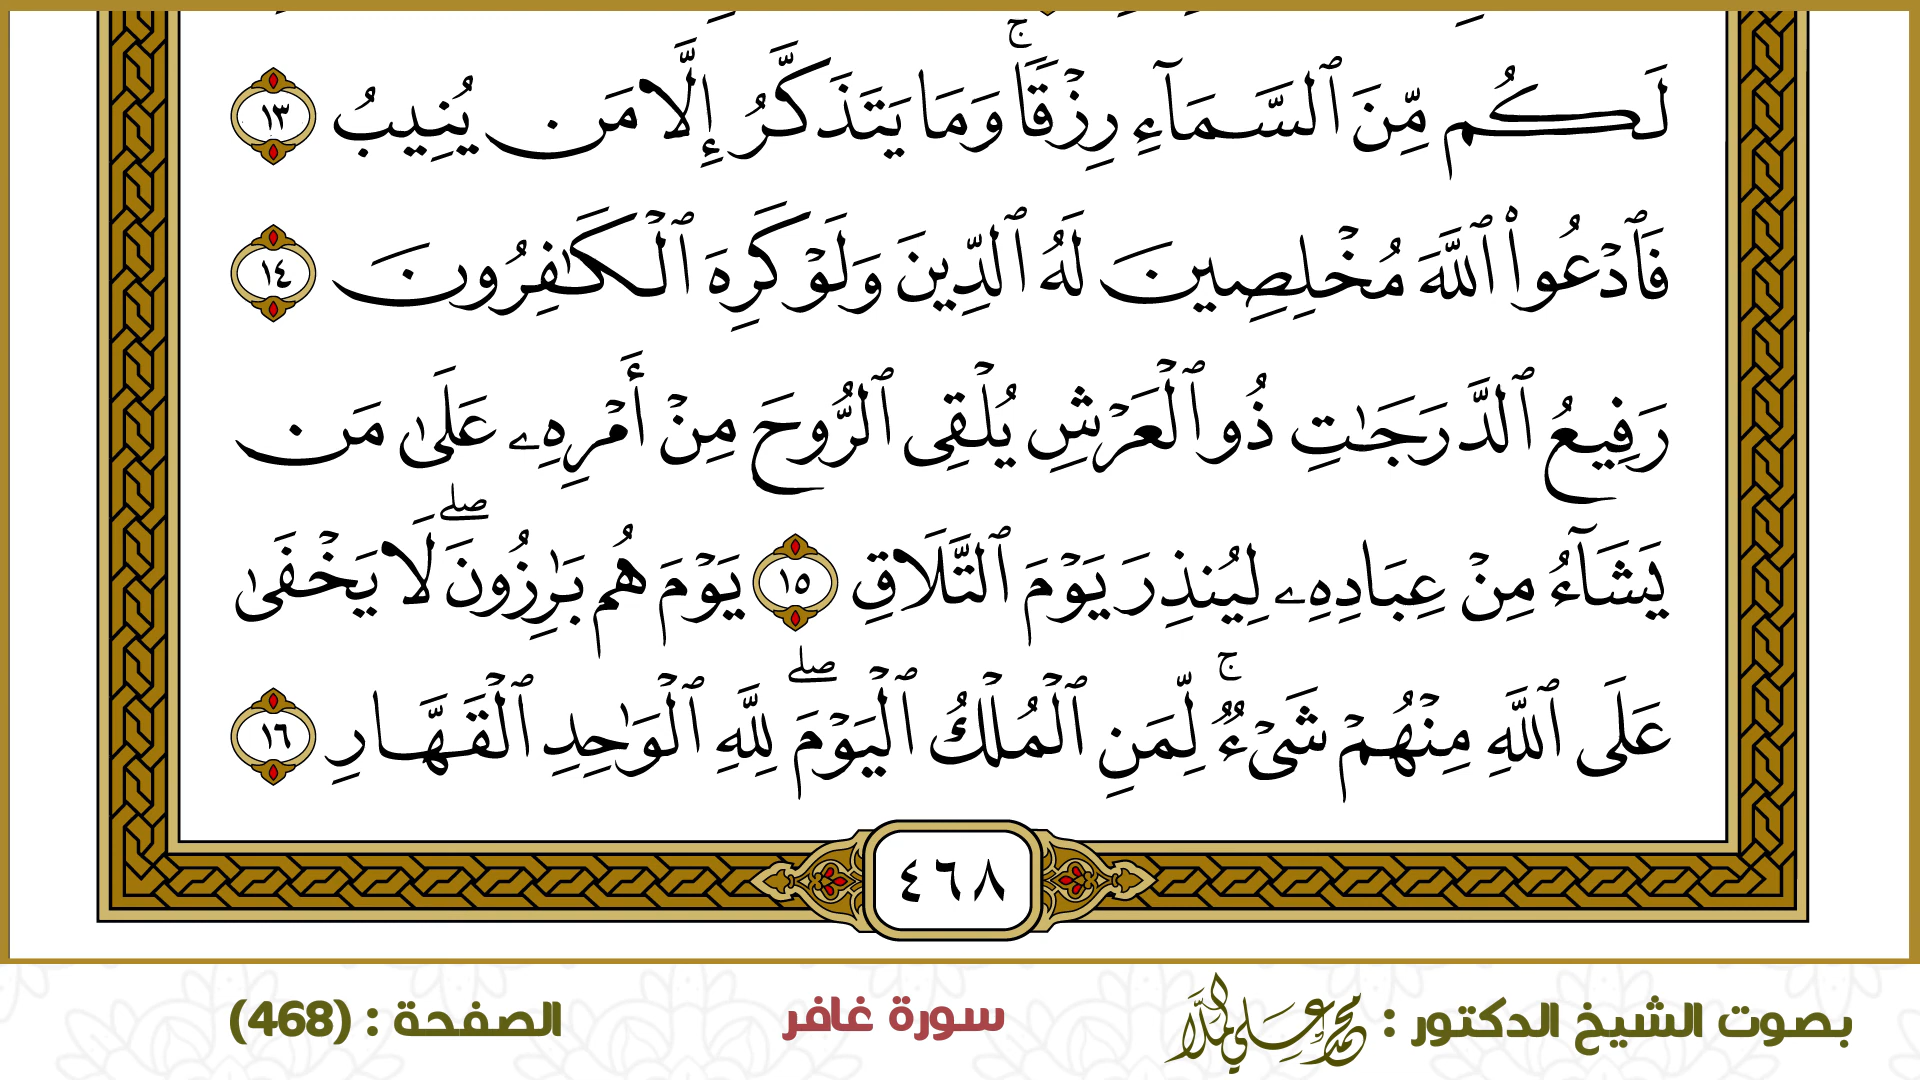 لَكُم مِّنَ ٱلسَّمَآءِ رِزۡقٗاۚ وَمَا يَتَذَكَّرُ إِلَّا مَن يُنِيبُ ١٣
فَٱدۡعُواْ ٱللَّهَ مُخۡلِصِينَ لَهُ ٱلدِّينَ وَلَوۡ كَرِهَ ٱلۡكَٰفِرُونَ ١٤
رَفِيعُ ٱلدَّرَجَٰتِ ذُو ٱلۡعَرۡشِ يُلۡقِي ٱلرُّوحَ مِنۡ أَمۡرِهِۦ عَلَىٰ مَن
يَشَآءُ مِنۡ عِبَادِهِۦ لِيُنذِرَ يَوۡمَ ٱلتَّلَاقِ ١٥ يَوۡمَ هُم بَٰرِزُونَۖ لَا يَخۡفَىٰ
عَلَى ٱللَّهِ مِنۡهُمۡ شَيۡءٞۚ لِّمَنِ ٱلۡمُلۡكُ ٱلۡيَوۡمَۖ لِلَّهِ ٱلۡوَٰحِدِ ٱلۡقَهَّارِ ١٦
٤٦٨
بصوت الشيخ الدكتور : محمد علي الملا سورة غافر الصفحة : (468)